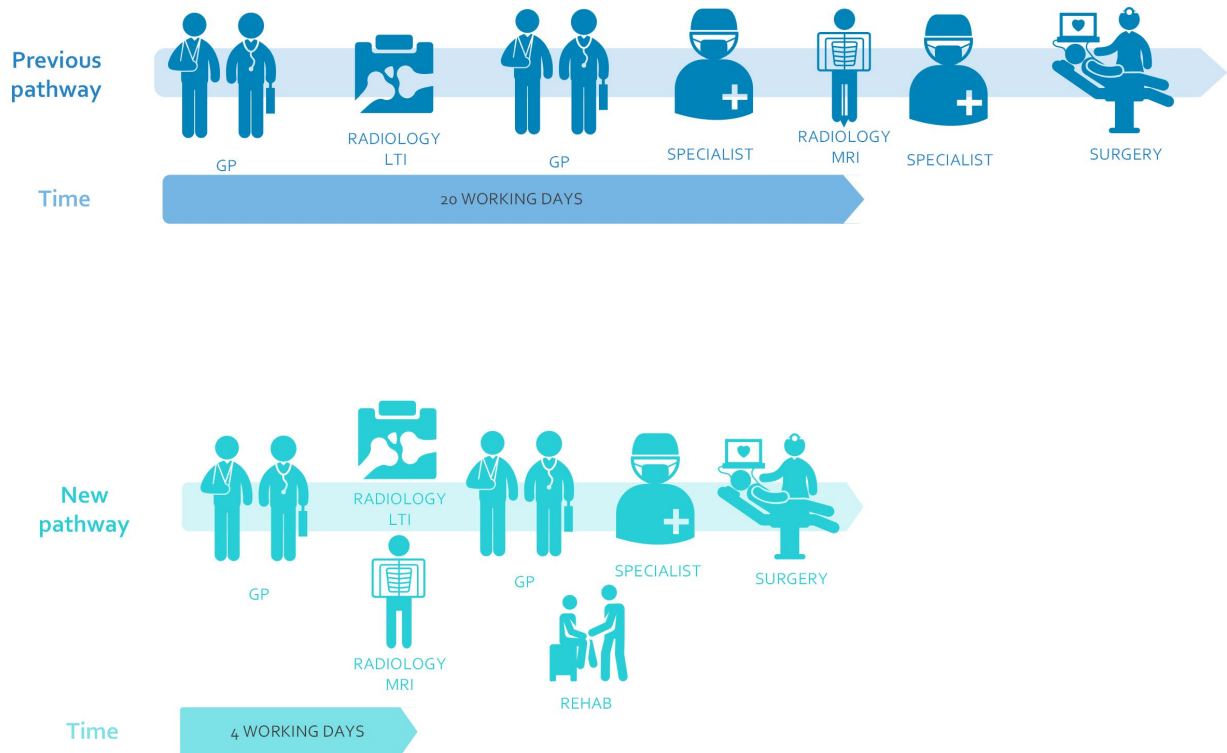 Previous
pathway
GP
RADIOLOGY
LTI
GP
SPECIALIST
RADIOLOGY
MRI
SPECIALIST
SURGERY
Time
20 WORKING DAYS
New
pathway
GP
RADIOLOGY
LTI
RADIOLOGY
MRI
GP
REHAB
SPECIALIST
SURGERY
Time
4 WORKING DAYS